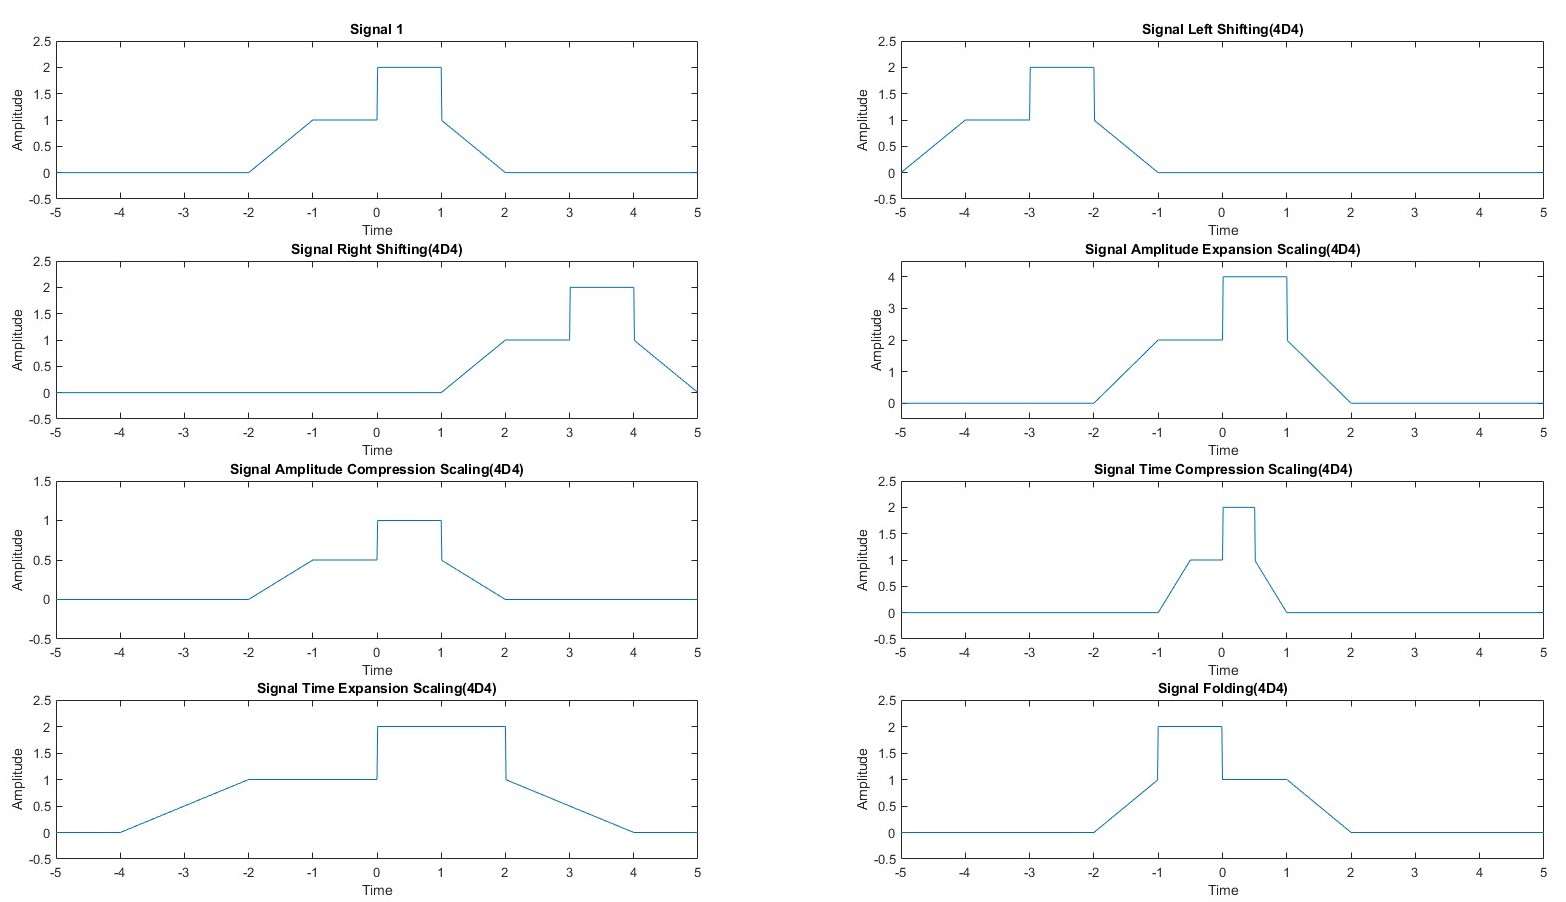 Signal 1
2.5
2
1.5
1
0.5
0
-0.5
Amplitude
-5 -4 -3 -2 -1 0 1 2 3 4 5
Time
Signal Left Shifting(4D4)
2.5
2
1.5
1
0.5
0
-0.5
Amplitude
-5 -4 -3 -2 -1 0 1 2 3 4 5
Time
Signal Right Shifting(4D4)
2.5
2
1.5
1
0.5
0
-0.5
Amplitude
-5 -4 -3 -2 -1 0 1 2 3 4 5
Time
Signal Amplitude Expansion Scaling(4D4)
4
3
2
1
0
Amplitude
-5 -4 -3 -2 -1 0 1 2 3 4 5
Time
Signal Amplitude Compression Scaling(4D4)
1.5
1
0.5
0
-0.5
Amplitude
-5 -4 -3 -2 -1 0 1 2 3 4 5
Time
Signal Time Compression Scaling(4D4)
2.5
2
1.5
1
0.5
0
-0.5
Amplitude
-5 -4 -3 -2 -1 0 1 2 3 4 5
Time
Signal Time Expansion Scaling(4D4)
2.5
2
1.5
1
0.5
0
-0.5
Amplitude
-5 -4 -3 -2 -1 0 1 2 3 4 5
Time
Signal Folding(4D4)
2.5
2
1.5
1
0.5
0
-0.5
Amplitude
-5 -4 -3 -2 -1 0 1 2 3 4 5
Time